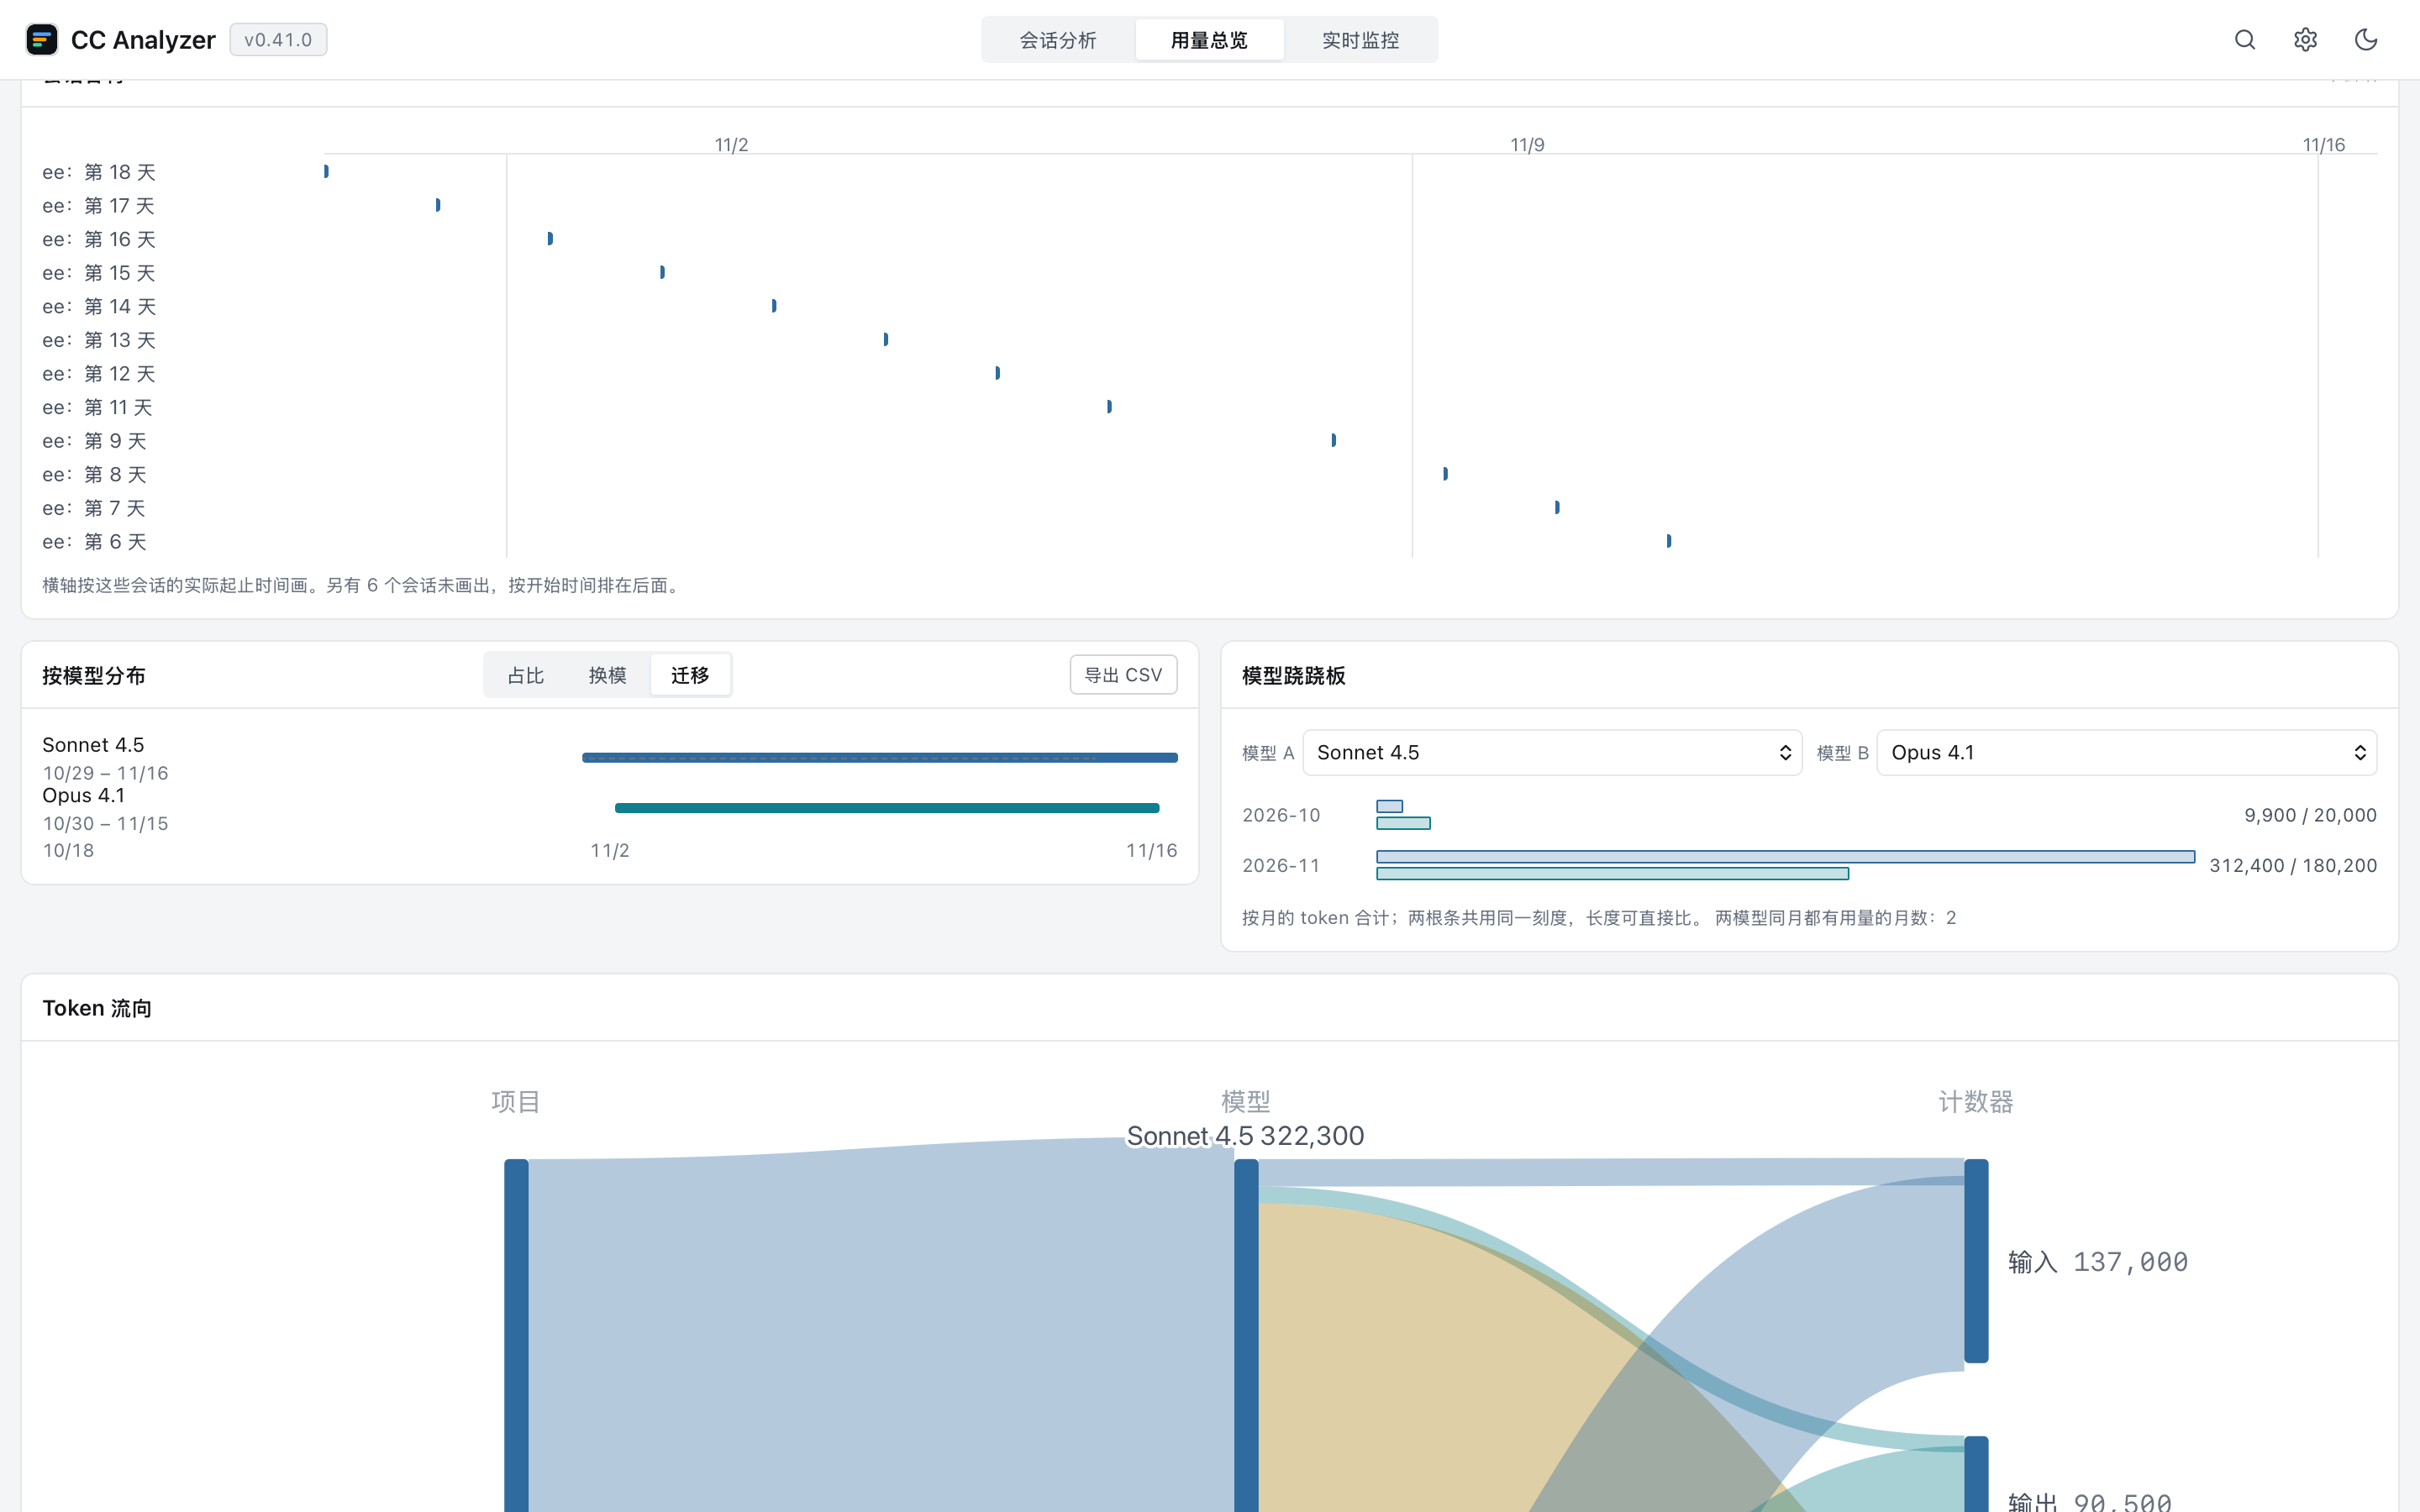 CC Analyzer v0.41.0
会话分析 用量总览 实时监控
11/2 11/9 11/16
ee：第 18 天
ee：第 17 天
ee：第 16 天
ee：第 15 天
ee：第 14 天
ee：第 13 天
ee：第 12 天
ee：第 11 天
ee：第 9 天
ee：第 8 天
ee：第 7 天
ee：第 6 天
横轴按这些会话的实际起止时间画。另有 6 个会话未画出，按开始时间排在后面。
按模型分布 占比 换模 迁移 导出 CSV
Sonnet 4.5
10/29 – 11/16
Opus 4.1
10/30 – 11/15
10/18 11/2 11/16
模型跷跷板
模型 A Sonnet 4.5 模型 B Opus 4.1
2026-10 9,900 / 20,000
2026-11 312,400 / 180,200
按月的 token 合计；两根条共用同一刻度，长度可直接比。 两模型同月都有用量的月数：2
Token 流向
项目 模型 计数器
Sonnet 4.5 322,300
输入 137,000
输出 90,500